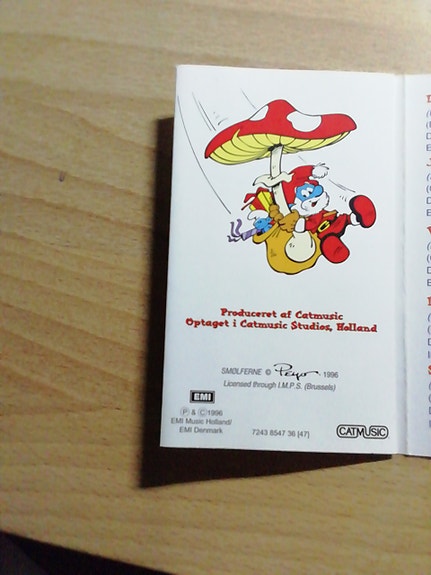 Produceret af Catmusic
Optaget i Catmusic Studios, Holland
SMØLFERNE © Peyo 1996
Licensed through I.M.P.S. (Brussels)
EMI
Ⓟ & Ⓒ1996
EMI Music Holland/
EMI Denmark
7243 8547 36 (47)
CATMUSIC